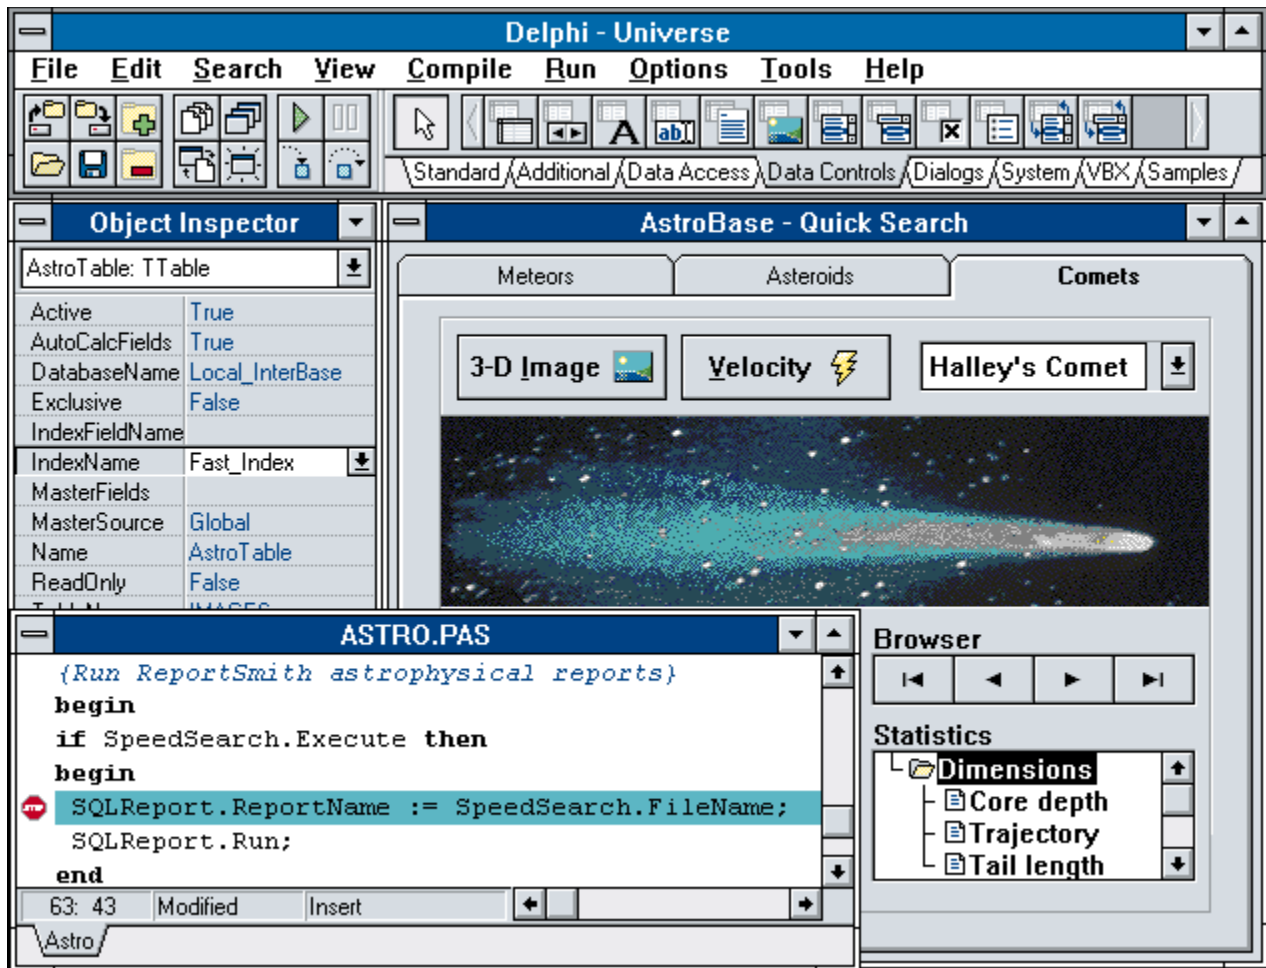 Delphi - Universe
File Edit Search View Compile Run Options Tools Help
Standard Additional Data Access Data Controls Dialogs System VBX Samples
Object Inspector
AstroTable: TTable
Active True
AutoCalcFields True
DatabaseName Local_InterBase
Exclusive False
IndexFieldName
IndexName Fast_Index
MasterFields
MasterSource Global
Name AstroTable
ReadOnly False
AstroBase - Quick Search
Meteors Asteroids Comets
3-D Image Velocity Halley's Comet
ASTRO.PAS
{Run ReportSmith astrophysical reports}
begin
if SpeedSearch.Execute then
begin
SQLReport.ReportName := SpeedSearch.FileName;
SQLReport.Run;
end
63: 43 Modified Insert
Astro
Browser
Statistics
Dimensions
Core depth
Trajectory
Tail length